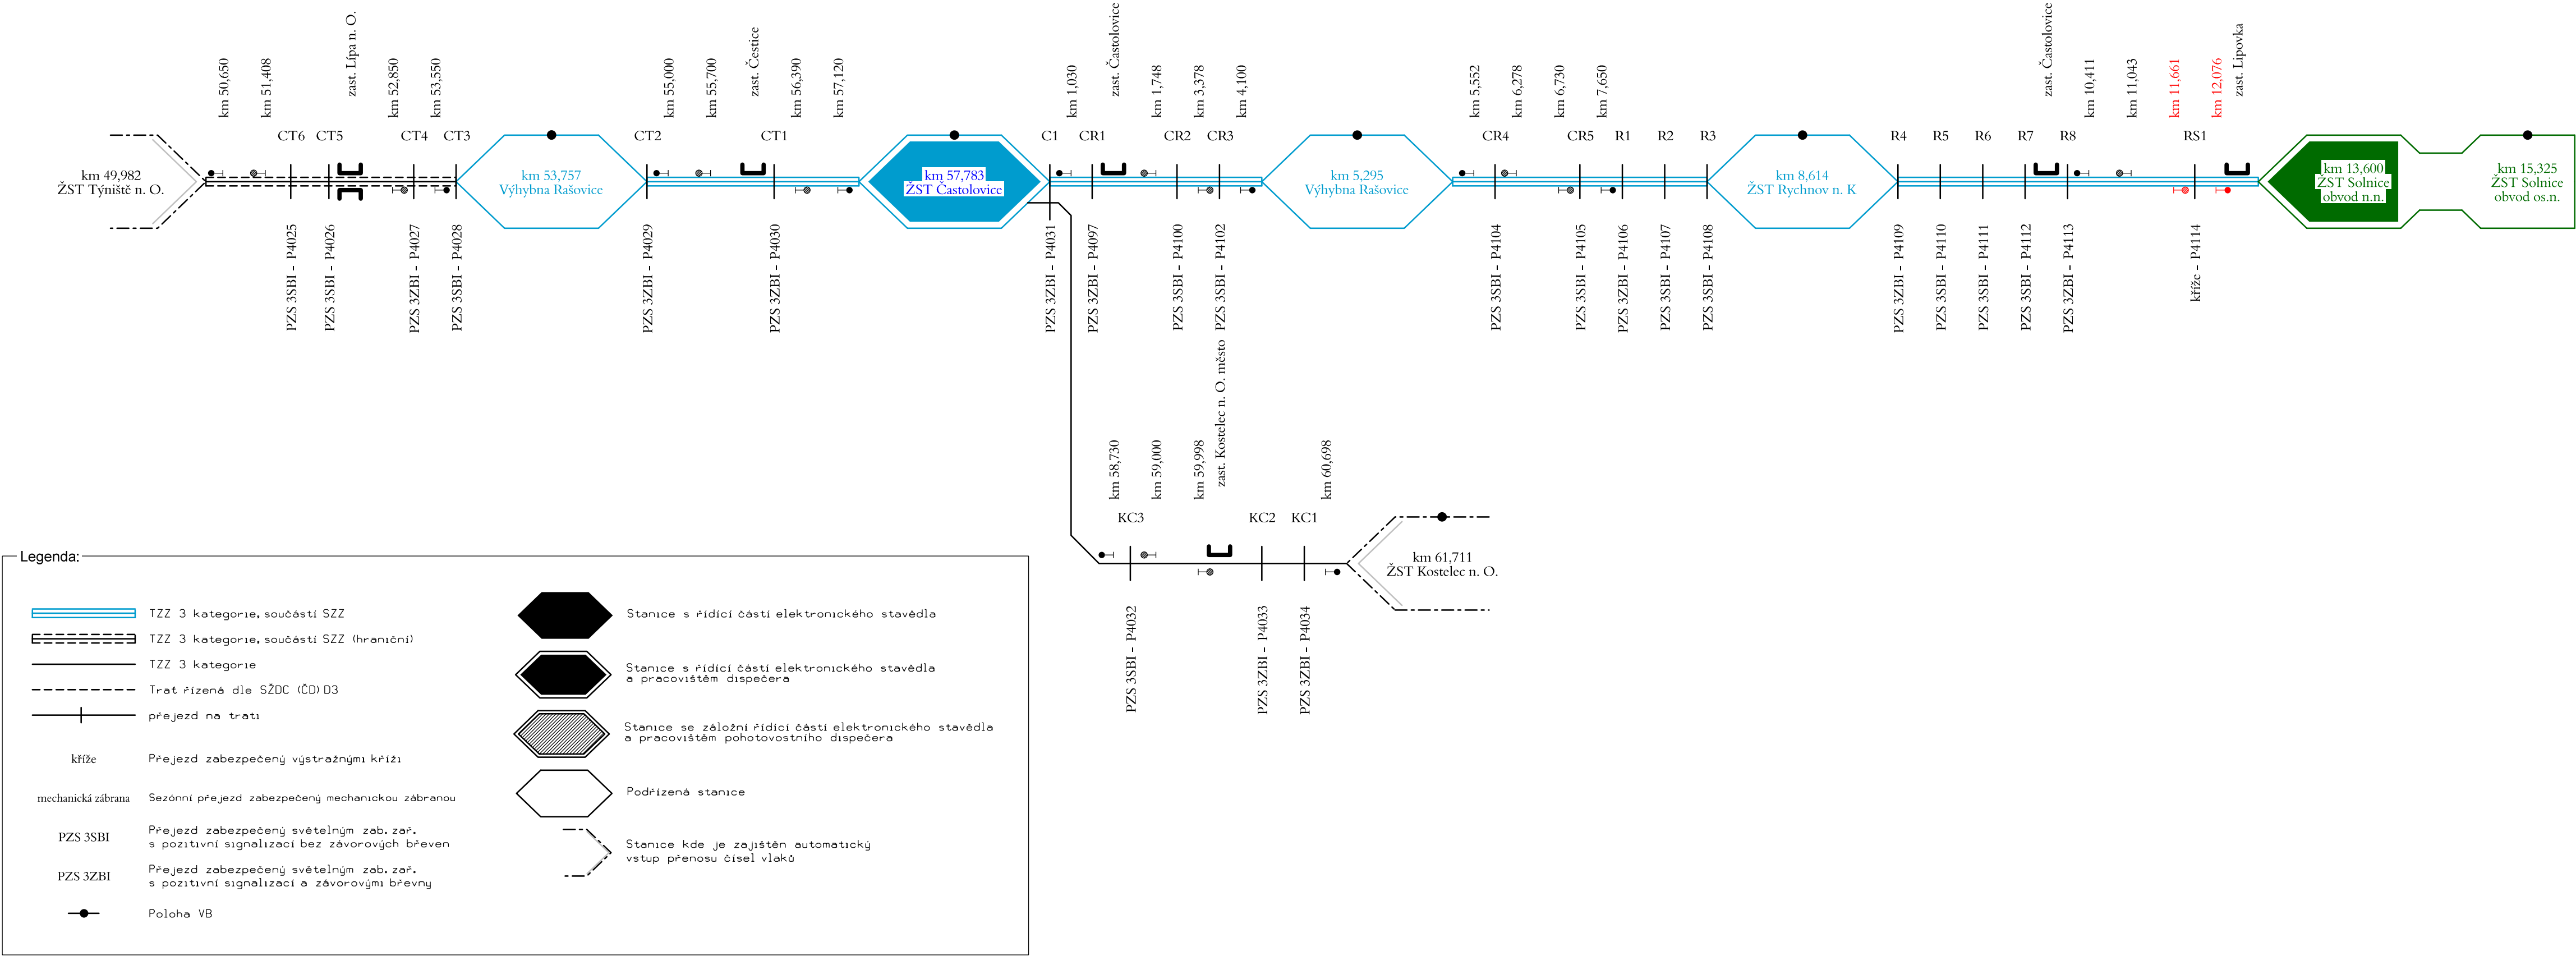 km 50,650
km 51,408
zast. Lípa n. O.
km 52,850
km 53,550
km 55,000
km 55,700
zast. Čestice
km 56,390
km 57,120
km 1,030
zast. Častolovice
km 1,748
km 3,378
km 4,100
km 5,552
km 6,278
km 6,730
km 7,650
zast. Častolovice
km 10,411
km 11,043
km 11,661
km 12,076
zast. Lipovka
CT6
CT5
CT4
CT3
CT2
CT1
C1
CR1
CR2
CR3
CR4
CR5
R1
R2
R3
R4
R5
R6
R7
R8
RS1
km 49,982
ŽST Týniště n. O.
km 53,757
Výhybna Rašovice
km 57,783
ŽST Častolovice
km 5,295
Výhybna Rašovice
km 8,614
ŽST Rychnov n. K
km 13,600
ŽST Solnice
obvod n.n.
km 15,325
ŽST Solnice
obvod os.n.
PZS 3SBI - P4025
PZS 3SBI - P4026
PZS 3ZBI - P4027
PZS 3SBI - P4028
PZS 3ZBI - P4029
PZS 3ZBI - P4030
PZS 3ZBI - P4031
PZS 3ZBI - P4097
PZS 3SBI - P4100
PZS 3SBI - P4102
PZS 3SBI - P4104
PZS 3SBI - P4105
PZS 3ZBI - P4106
PZS 3SBI - P4107
PZS 3SBI - P4108
PZS 3ZBI - P4109
PZS 3SBI - P4110
PZS 3SBI - P4111
PZS 3SBI - P4112
PZS 3ZBI - P4113
kříže - P4114
km 58,730
km 59,000
km 59,998
zast. Kostelec n. O. město
km 60,698
KC3
KC2
KC1
km 61,711
ŽST Kostelec n. O.
PZS 3SBI - P4032
PZS 3ZBI - P4033
PZS 3ZBI - P4034
Legenda:
TZZ 3 kategorie, součástí SZZ
TZZ 3 kategorie, součástí SZZ (hraniční)
TZZ 3 kategorie
Trat řízená dle SŽDC (ČD) D3
přejezd na trati
kříže
Přejezd zabezpečený výstražnými kříži
mechanická zábrana
Sezónní přejezd zabezpečený mechanickou zábranou
PZS 3SBI
Přejezd zabezpečený světelným zab. zař.
s pozitivní signalizací bez závorových břeven
PZS 3ZBI
Přejezd zabezpečený světelným zab. zař.
s pozitivní signalizací a závorovými břevny
Poloha VB
Stanice s řídící částí elektronického stavědla
Stanice s řídící částí elektronického stavědla
a pracovištěm dispečera
Stanice se záložní řídící částí elektronického stavědla
a pracovištěm pohotovostního dispečera
Podřízená stanice
Stanice kde je zajištěn automatický
vstup přenosu čísel vlaků